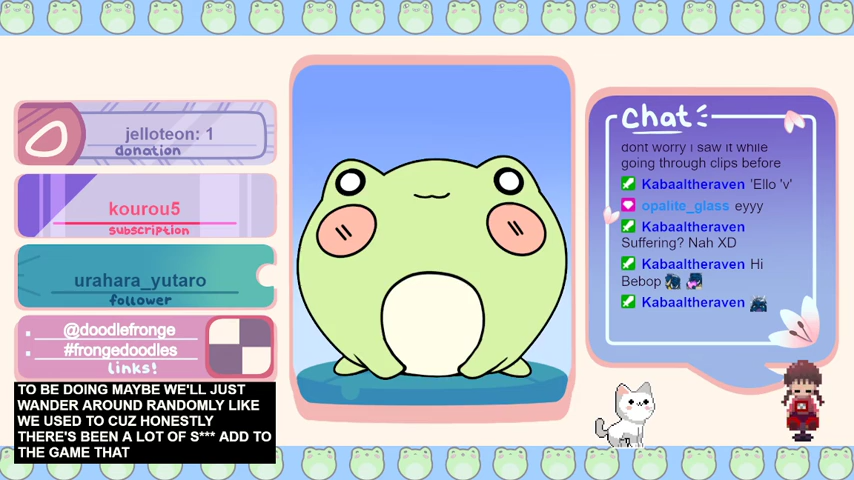 jelloteon: 1
donation
kourou5
subscription
urahara_yutaro
follower
@doodlefronge
#frongedoodles
links!
TO BE DOING MAYBE WE'LL JUST
WANDER AROUND RANDOMLY LIKE
WE USED TO CUZ HONESTLY
THERE'S BEEN A LOT OF S*** ADD TO
THE GAME THAT
Chat
dont worry i saw it while
going through clips before
Kabaaltheraven 'Ello 'v'
opalite_glass eyyy
Kabaaltheraven
Suffering? Nah XD
Kabaaltheraven Hi
Bebop
Kabaaltheraven